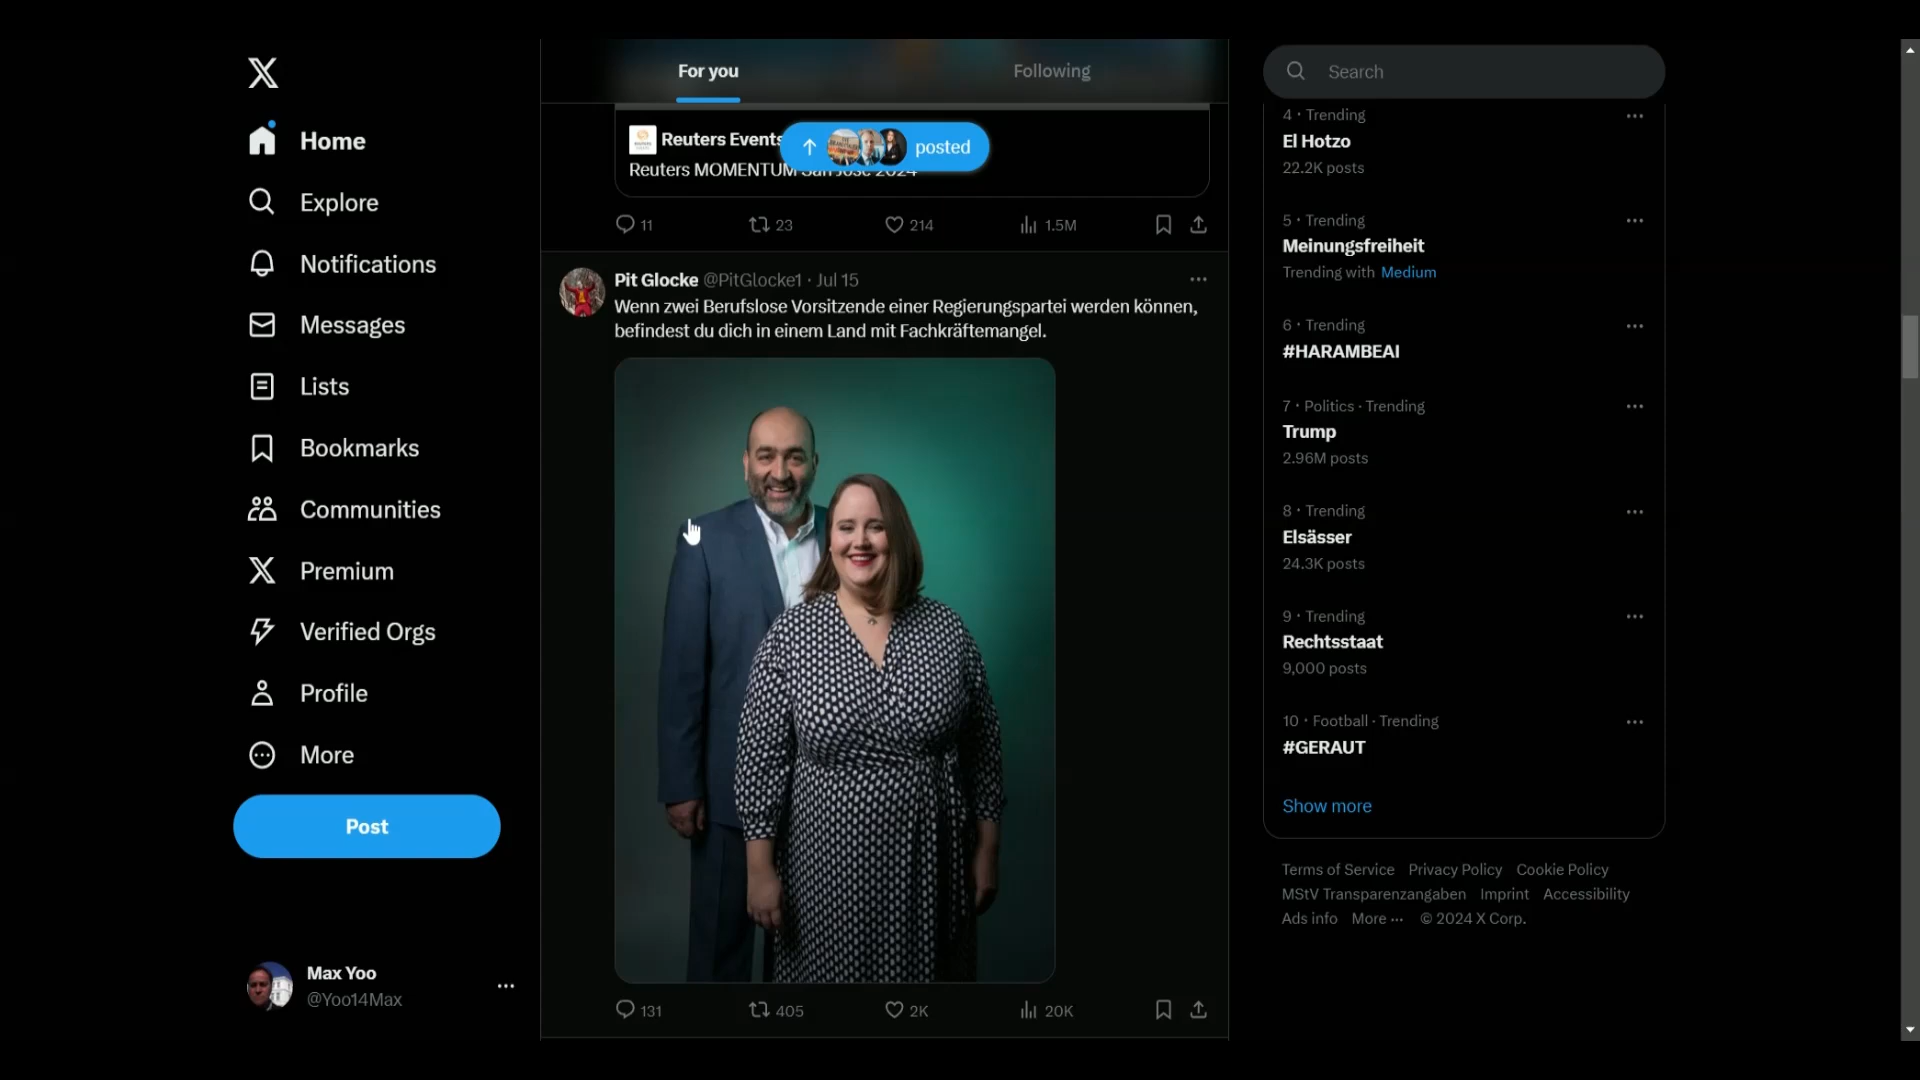 Home
Explore
Notifications
Messages
Lists
Bookmarks
Communities
Premium
Verified Orgs
Profile
More
Post
Max Yoo
@Yoo14Max
For you
Following
posted
Reuters Events
Reuters MOMENTUM San Jose 2024
11 23 214 1.5M
Pit Glocke @PitGlocke1 · Jul 15
Wenn zwei Berufslose Vorsitzende einer Regierungspartei werden können,
befindest du dich in einem Land mit Fachkräftemangel.
131 405 2K 20K
Search
4 · Trending
El Hotzo
22.2K posts
5 · Trending
Meinungsfreiheit
Trending with Medium
6 · Trending
#HARAMBEAI
7 · Politics · Trending
Trump
2.96M posts
8 · Trending
Elsässer
24.3K posts
9 · Trending
Rechtsstaat
9,000 posts
10 · Football · Trending
#GERAUT
Show more
Terms of Service Privacy Policy Cookie Policy
MStV Transparenzangaben Imprint Accessibility
Ads info More ··· © 2024 X Corp.